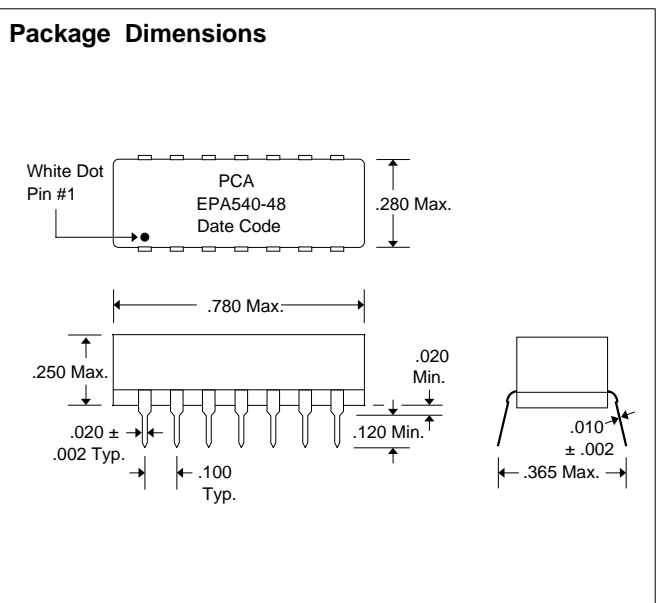 Package Dimensions
White Dot
Pin #1
PCA
EPA540-48
Date Code
.280 Max.
.780 Max.
.250 Max.
.020
Min.
.020 ±
.002 Typ.
.100
Typ.
.120 Min.
.010
± .002
.365 Max.